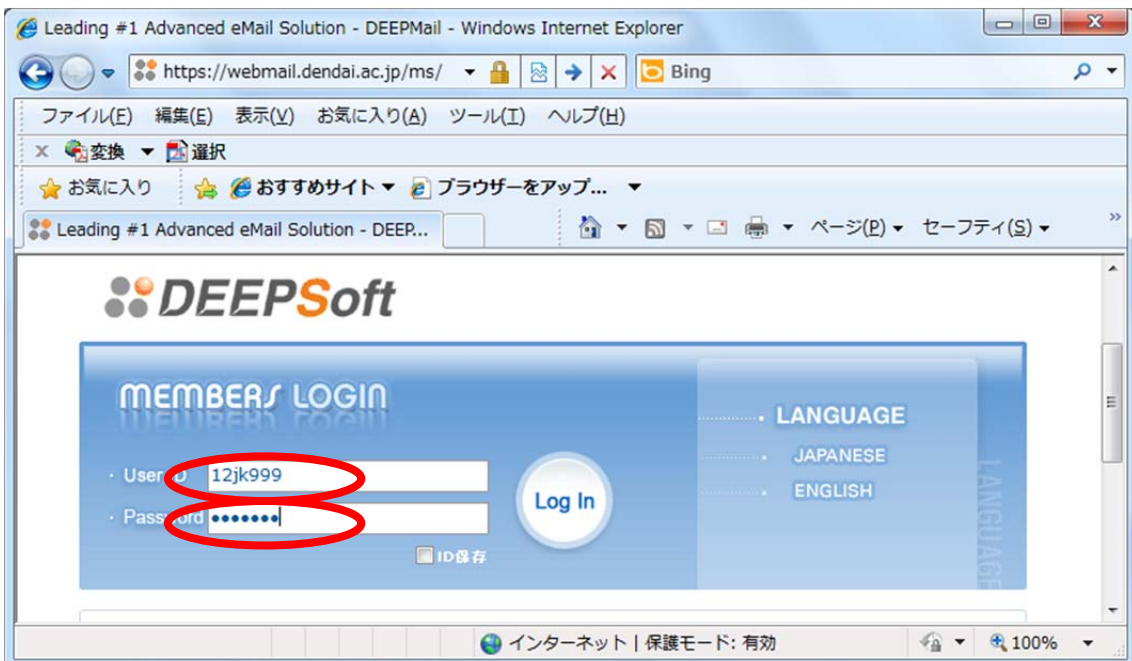 Leading #1 Advanced eMail Solution - DEEPMail - Windows Internet Explorer
https://webmail.dendai.ac.jp/ms/ Bing
ファイル(F) 編集(E) 表示(V) お気に入り(A) ツール(T) ヘルプ(H)
x 変換 選択
お気に入り おすすめサイト ブラウザーをアップ...
Leading #1 Advanced eMail Solution - DEEP... ページ(P) セーフティ(S) »
DEEPSoft
MEMBERS LOGIN
LANGUAGE
JAPANESE
ENGLISH
LANGUAGE
· User ID 12jk999
· Password •••••••
Log In
ID保存
インターネット | 保護モード: 有効 100%